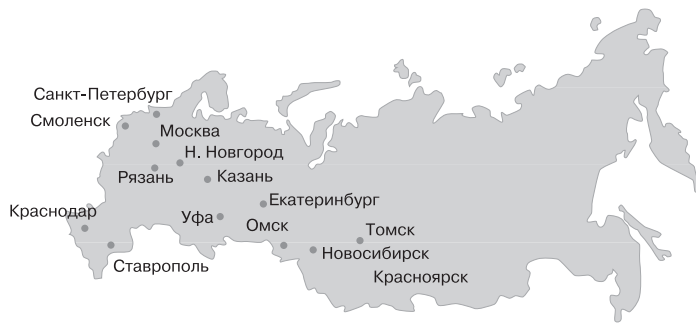 Санкт-Петербург
Смоленск
Москва
Н. Новгород
Рязань
Казань
Екатеринбург
Краснодар
Уфа
Омск
Томск
Новосибирск
Ставрополь
Красноярск